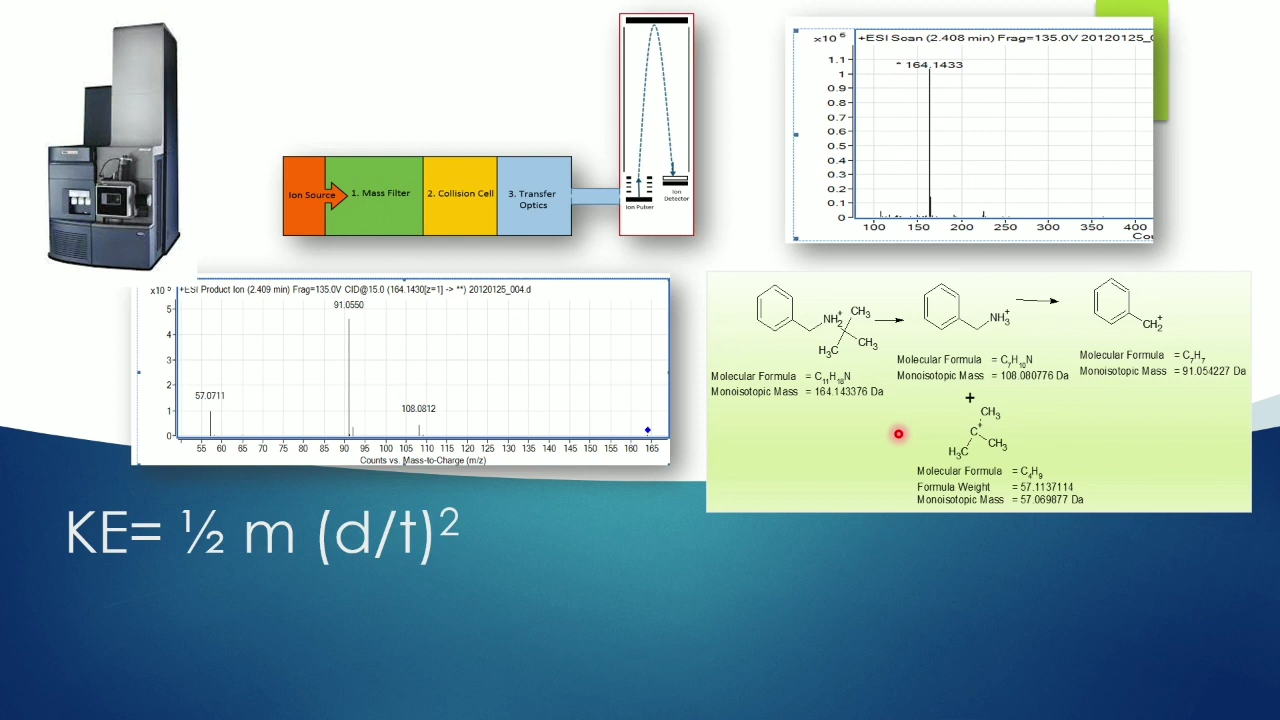 Ion Source
1. Mass Filter
2. Collision Cell
3. Transfer
Optics
Ion Pulser
Ion
Detector
x10 6
+ESI Scan (2.408 min) Frag=135.0V 20120125_0
* 164.1433
1.1
1
0.9
0.8
0.7
0.6
0.5
0.4
0.3
0.2
0.1
0
100 150 200 250 300 350 400
Cou
x10 5
+ESI Product Ion (2.409 min) Frag=135.0V CID@15.0 (164.1430[z=1] -> **) 20120125_004.d
91.0550
57.0711
108.0812
5
4
3
2
1
0
55 60 65 70 75 80 85 90 95 100 105 110 115 120 125 130 135 140 145 150 155 160 165
Counts vs. Mass-to-Charge (m/z)
NH2+
CH3
CH3
H3C
Molecular Formula = C11H18N
Monoisotopic Mass = 164.143376 Da
NH3+
Molecular Formula = C7H10N
Monoisotopic Mass = 108.080776 Da
CH2+
Molecular Formula = C7H7
Monoisotopic Mass = 91.054227 Da
+
CH3
C+
CH3
H3C
Molecular Formula = C4H9
Formula Weight = 57.1137114
Monoisotopic Mass = 57.069877 Da
KE= ½ m (d/t)2